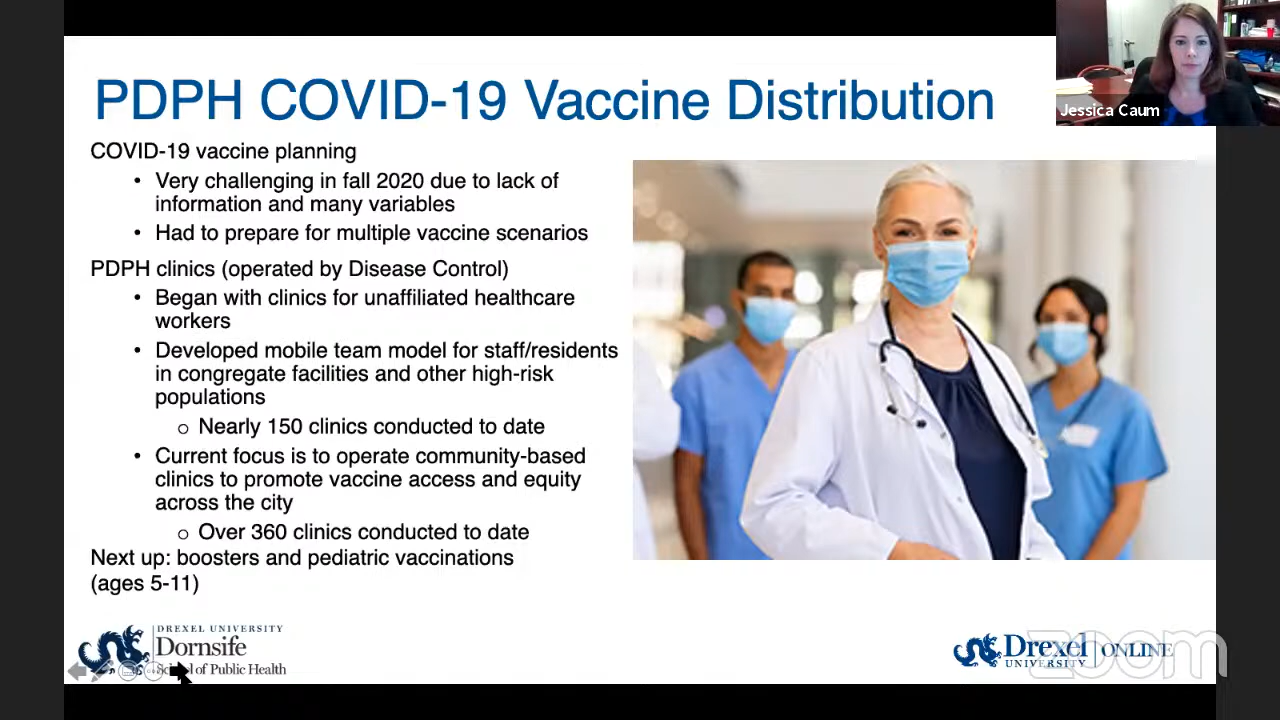 PDPH COVID-19 Vaccine Distribution
Jessica Caum
COVID-19 vaccine planning
• Very challenging in fall 2020 due to lack of
information and many variables
• Had to prepare for multiple vaccine scenarios
PDPH clinics (operated by Disease Control)
• Began with clinics for unaffiliated healthcare
workers
• Developed mobile team model for staff/residents
in congregate facilities and other high-risk
populations
o Nearly 150 clinics conducted to date
• Current focus is to operate community-based
clinics to promote vaccine access and equity
across the city
o Over 360 clinics conducted to date
Next up: boosters and pediatric vaccinations
(ages 5-11)
DREXEL UNIVERSITY
Dornsife
School of Public Health
Drexel
UNIVERSITY
ONLINE
zoom